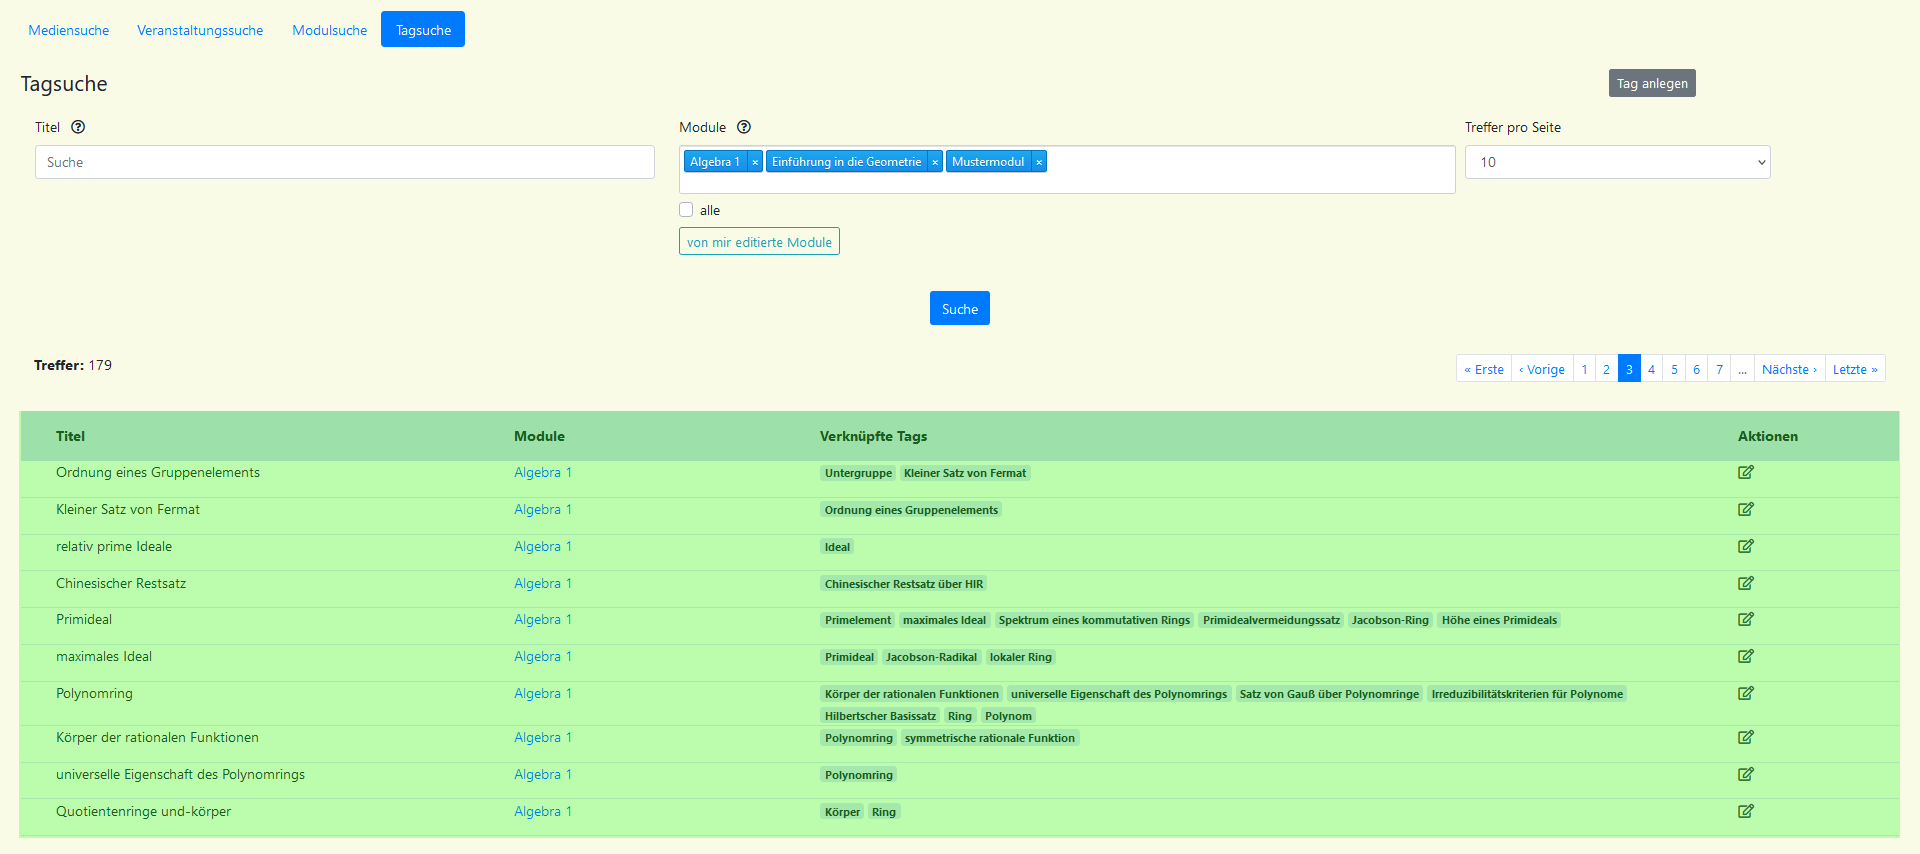 Mediensuche Veranstaltungssuche Modulsuche Tagsuche
Tagsuche
Tag anlegen
Titel
Module
Treffer pro Seite
Suche
Algebra 1 × Einführung in die Geometrie × Mustermodul ×
10
alle
von mir editierte Module
Suche
Treffer: 179
« Erste ‹ Vorige 1 2 3 4 5 6 7 ... Nächste › Letzte »
Titel Module Verknüpfte Tags Aktionen
Ordnung eines Gruppenelements Algebra 1 Untergruppe Kleiner Satz von Fermat
Kleiner Satz von Fermat Algebra 1 Ordnung eines Gruppenelements
relativ prime Ideale Algebra 1 Ideal
Chinesischer Restsatz Algebra 1 Chinesischer Restsatz über HIR
Primideal Algebra 1 Primelement maximales Ideal Spektrum eines kommutativen Rings Primidealvermeidungssatz Jacobson-Ring Höhe eines Primideals
maximales Ideal Algebra 1 Primideal Jacobson-Radikal lokaler Ring
Polynomring Algebra 1 Körper der rationalen Funktionen universelle Eigenschaft des Polynomrings Satz von Gauß über Polynomringe Irreduzibilitätskriterien für Polynome
Hilbertscher Basissatz Ring Polynom
Körper der rationalen Funktionen Algebra 1 Polynomring symmetrische rationale Funktion
universelle Eigenschaft des Polynomrings Algebra 1 Polynomring
Quotientenringe und-körper Algebra 1 Körper Ring